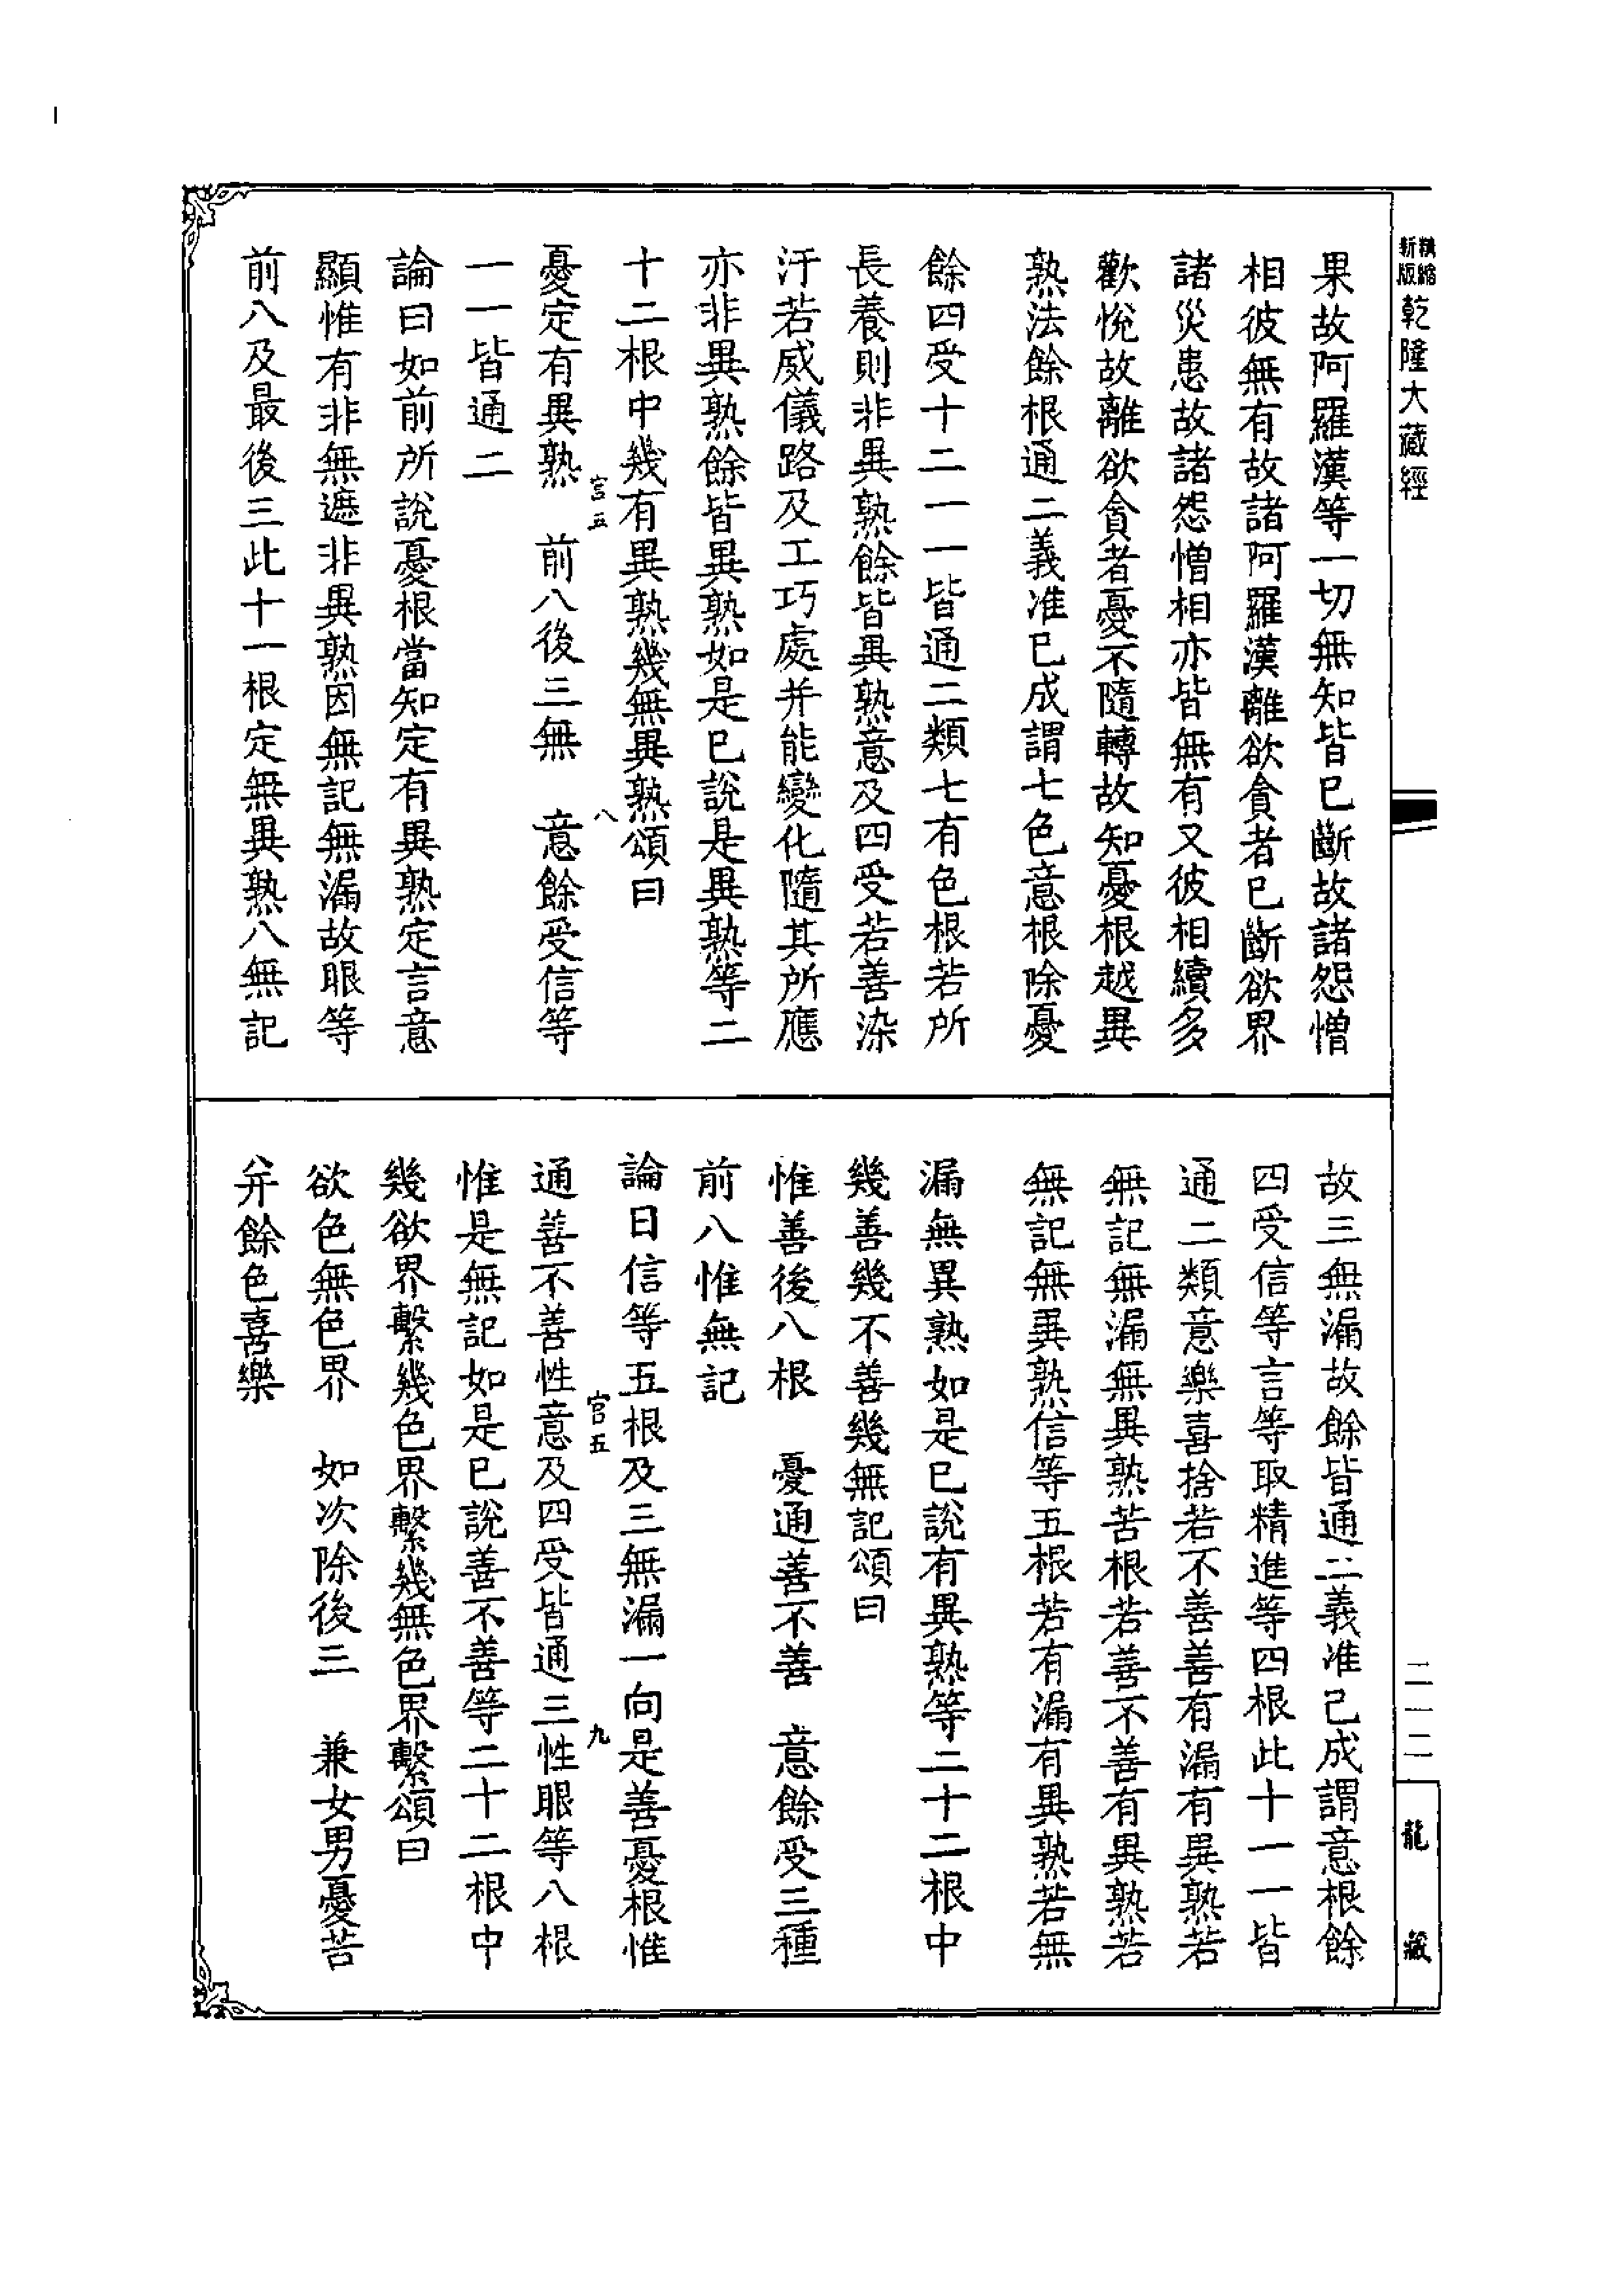 精縮新版乾隆大藏經
二一二
龍藏
果故阿羅漢等一切無知皆已斷故諸怨憎
相彼無有故諸阿羅漢離欲貪者已斷欲界
諸災患故諸怨憎相亦皆無有又彼相續多
歡悅故離欲貪者憂不隨轉故知憂根越異
熟法餘根通二義准已成謂七色意根除憂
餘四受十二一一皆通二類七有色根若所
長養則非異熟餘皆異熟意及四受若善染
汙若威儀路及工巧處并能變化隨其所應
亦非異熟餘皆異熟如是已說是異熟等二
十二根中幾有異熟幾無異熟頌曰
官五 八
憂定有異熟 前八後三無 意餘受信等
一一皆通二
論曰如前所說憂根當知定有異熟定言意
顯惟有非無遮非異熟因無記無漏故眼等
前八及最後三此十一根定無異熟八無記
故三無漏故餘皆通二義准已成謂意根餘
四受信等言等取精進等四根此十一一皆
通二類意樂喜捨若不善善有漏有異熟若
無記無漏無異熟苦根若善不善有異熟若
無記無異熟信等五根若有漏有異熟若無
漏無異熟如是已說有異熟等二十二根中
幾善幾不善幾無記頌曰
惟善後八根 憂通善不善 意餘受三種
前八惟無記
論曰信等五根及三無漏一向是善憂根惟
官五 九
通善不善性意及四受皆通三性眼等八根
惟是無記如是已說善不善等二十二根中
幾欲界繫幾色界繫幾無色界繫頌曰
欲色無色界 如次除後三 兼女男憂苦
并餘色喜樂